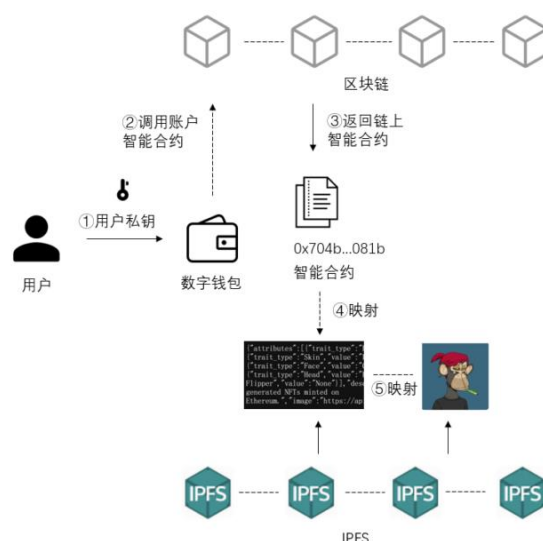 区块链
②调用账户
智能合约
③返回链上
智能合约
①用户私钥
用户
数字钱包
0x704b...081b
智能合约
④映射
{"attributes":[{"trait_type":"
{"trait_type":"Skin","value":"
{"trait_type":"Face","value":"
{"trait_type":"Head","value":"
Flipper","value":"None"}],"des
generated NFTs minted on
Ethereum.","image":"https://ap
⑤映射
IPFS
IPFS
IPFS
IPFS
IPFS